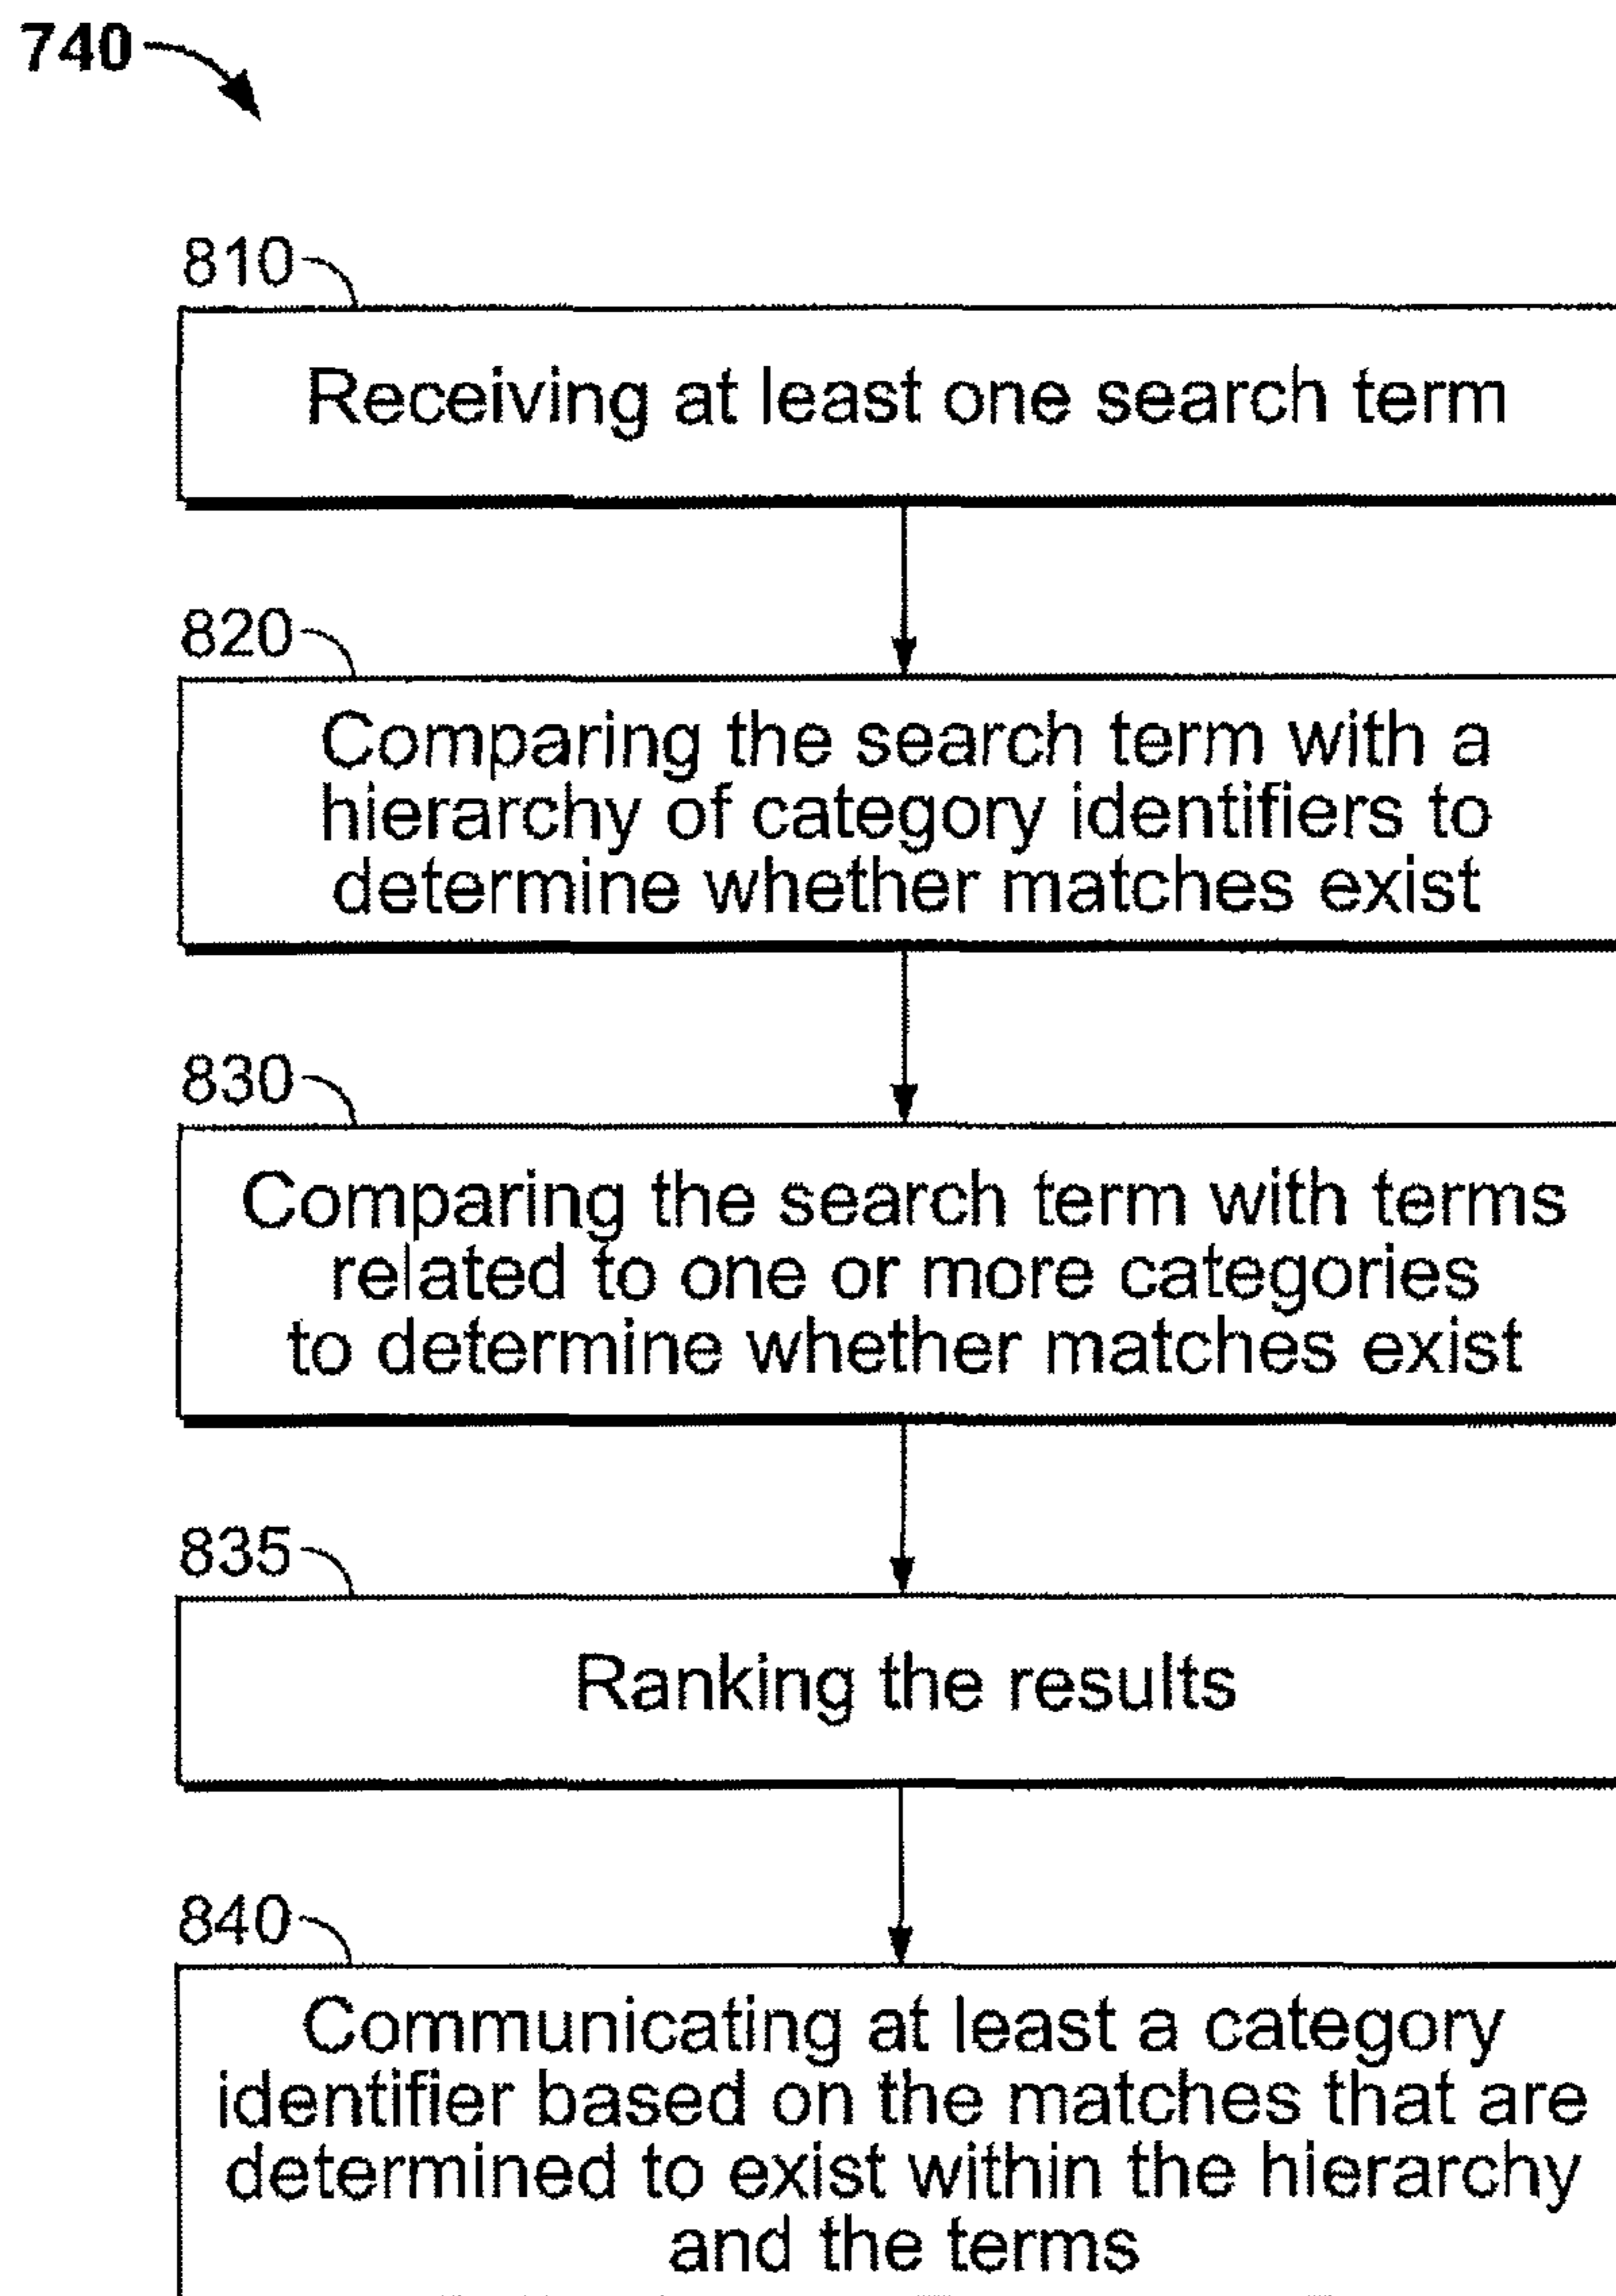 740
810
Receiving at least one search term
820
Comparing the search term with a
hierarchy of category identifiers to
determine whether matches exist
830
Comparing the search term with terms
related to one or more categories
to determine whether matches exist
835
Ranking the results
840
Communicating at least a category
identifier based on the matches that are
determined to exist within the hierarchy
and the terms